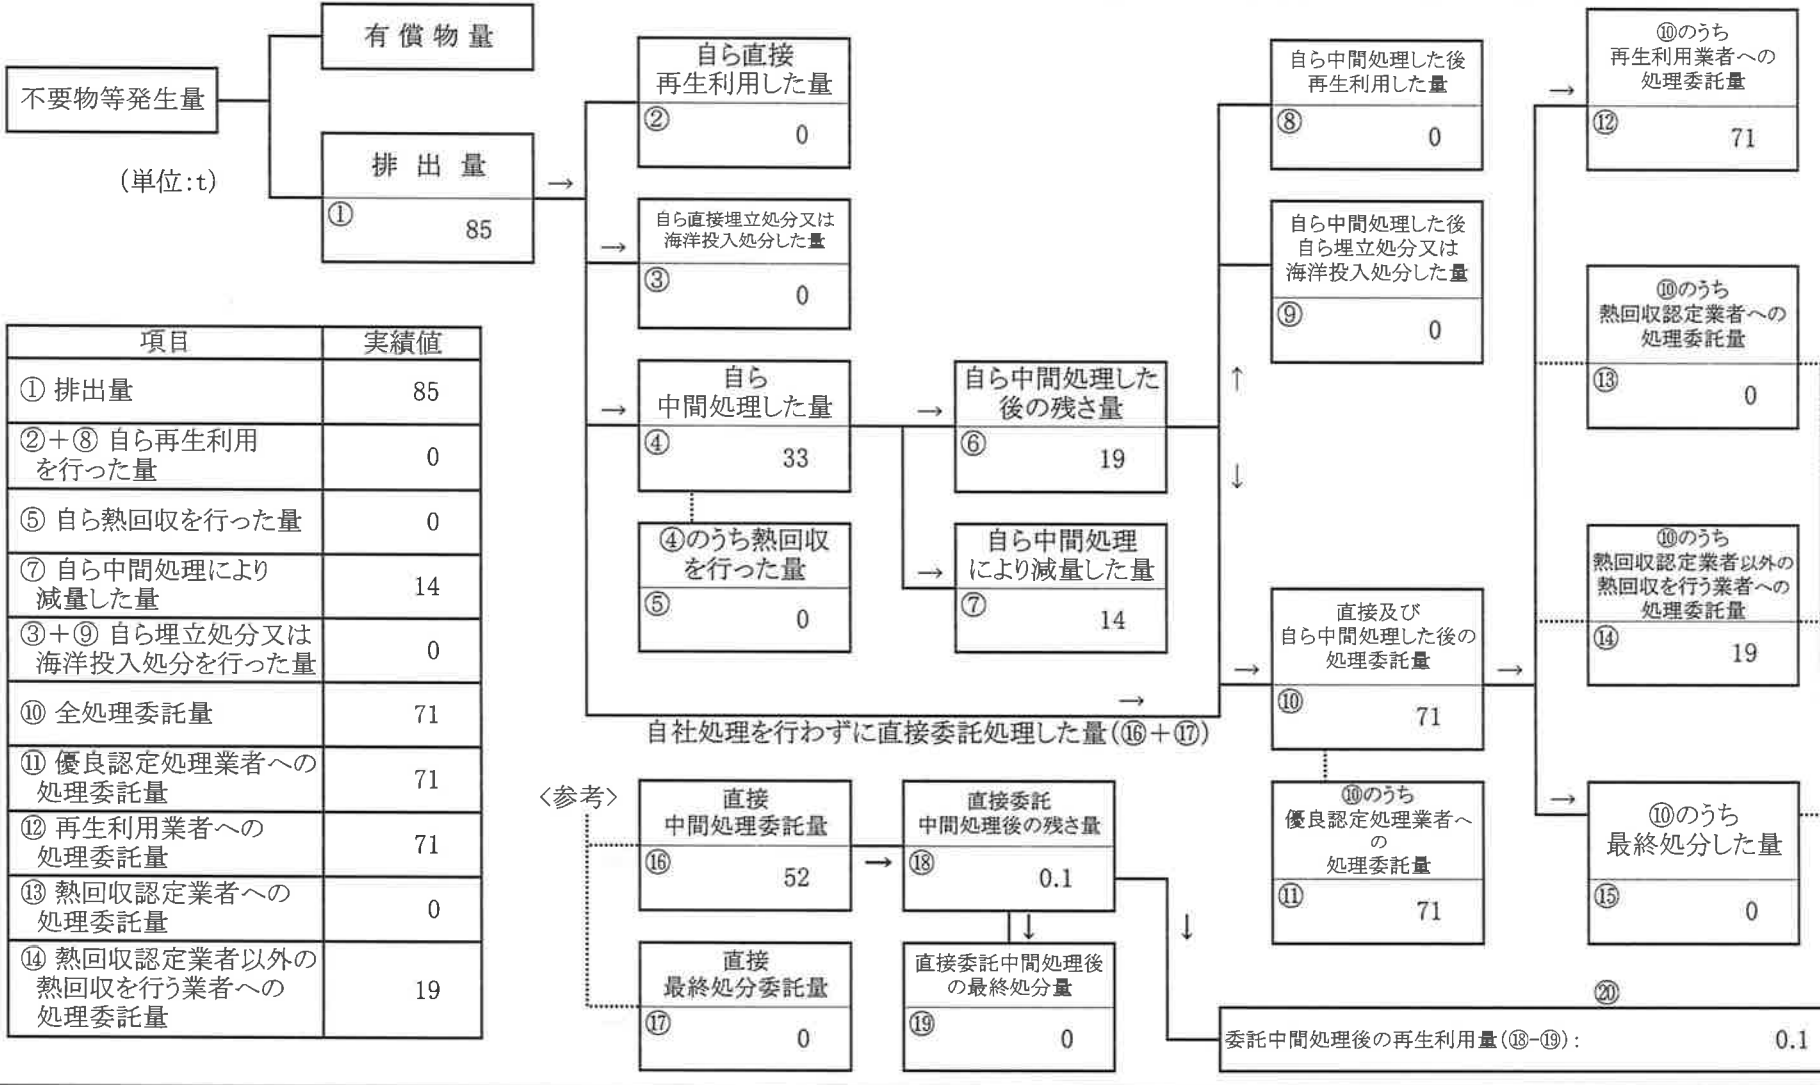 不要物等発生量
(単位:t)
有償物量
排出量
①
85
→
自ら直接
再生利用した量
②
0
→
自ら直接埋立処分又は
海洋投入処分した量
③
0
→
自ら
中間処理した量
④
33
④のうち熱回収
を行った量
⑤
0
→
自ら中間処理した
後の残さ量
⑥
19
→
自ら中間処理
により減量した量
⑦
14
→
自社処理を行わずに直接委託処理した量(⑯+⑰)
↑
↓
自ら中間処理した後
再生利用した量
⑧
0
自ら中間処理した後
自ら埋立処分又は
海洋投入処分した量
⑨
0
→
直接及び
自ら中間処理した後の
処理委託量
⑩
71
⑩のうち
優良認定処理業者へ
の
処理委託量
⑪
71
→
→
⑩のうち
再生利用業者への
処理委託量
⑫
71
⑩のうち
熱回収認定業者への
処理委託量
⑬
0
⑩のうち
熱回収認定業者以外の
熱回収を行う業者への
処理委託量
⑭
19
→
⑩のうち
最終処分した量
⑮
0
<参考>
直接
中間処理委託量
⑯
52
→
直接委託
中間処理後の残さ量
⑱
0.1
↓
↓
直接
最終処分委託量
⑰
0
直接委託中間処理後
の最終処分量
⑲
0
⑳
委託中間処理後の再生利用量(⑱-⑲):
0.1
項目
実績値
① 排出量
85
②+⑧ 自ら再生利用
を行った量
0
⑤ 自ら熱回収を行った量
0
⑦ 自ら中間処理により
減量した量
14
③+⑨ 自ら埋立処分又は
海洋投入処分を行った量
0
⑩ 全処理委託量
71
⑪ 優良認定処理業者への
処理委託量
71
⑫ 再生利用業者への
処理委託量
71
⑬ 熱回収認定業者への
処理委託量
0
⑭ 熱回収認定業者以外の
熱回収を行う業者への
処理委託量
19